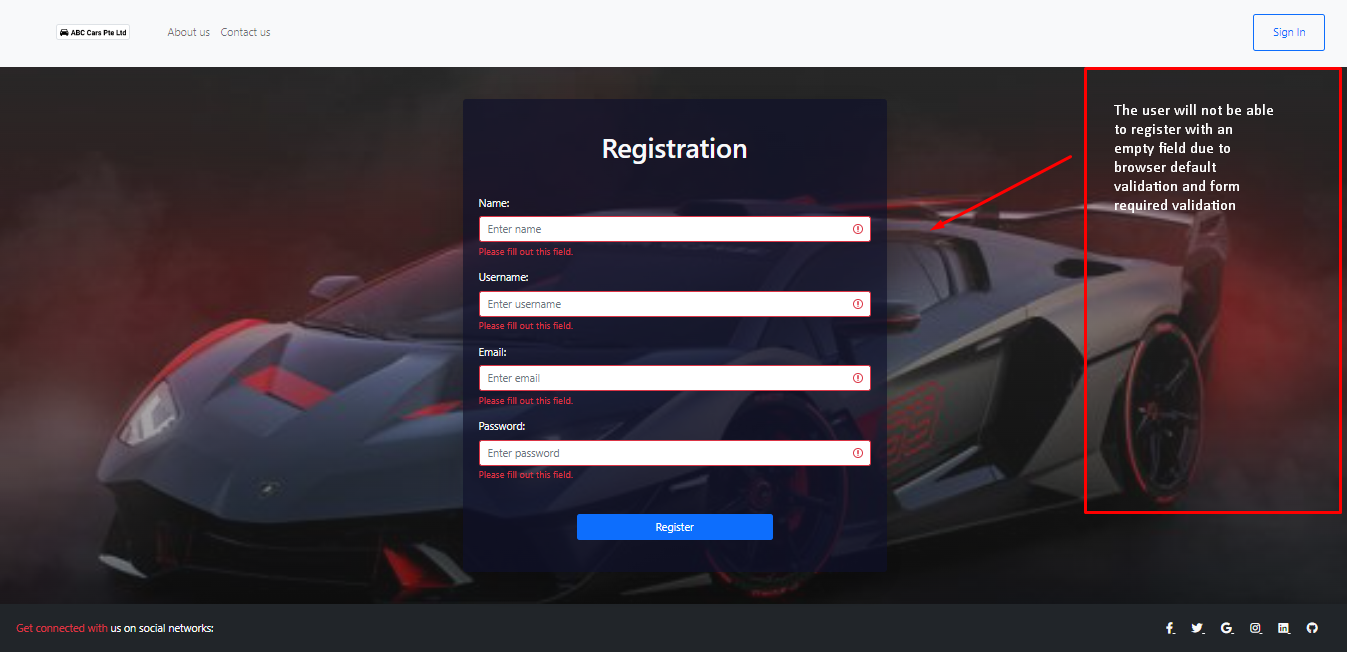 ABC Cars Pte Ltd
About us
Contact us
Sign In
Registration
Name:
Enter name
Please fill out this field.
Username:
Enter username
Please fill out this field.
Email:
Enter email
Please fill out this field.
Password:
Enter password
Please fill out this field.
Register
The user will not be able
to register with an
empty field due to
browser default
validation and form
required validation
Get connected with us on social networks: